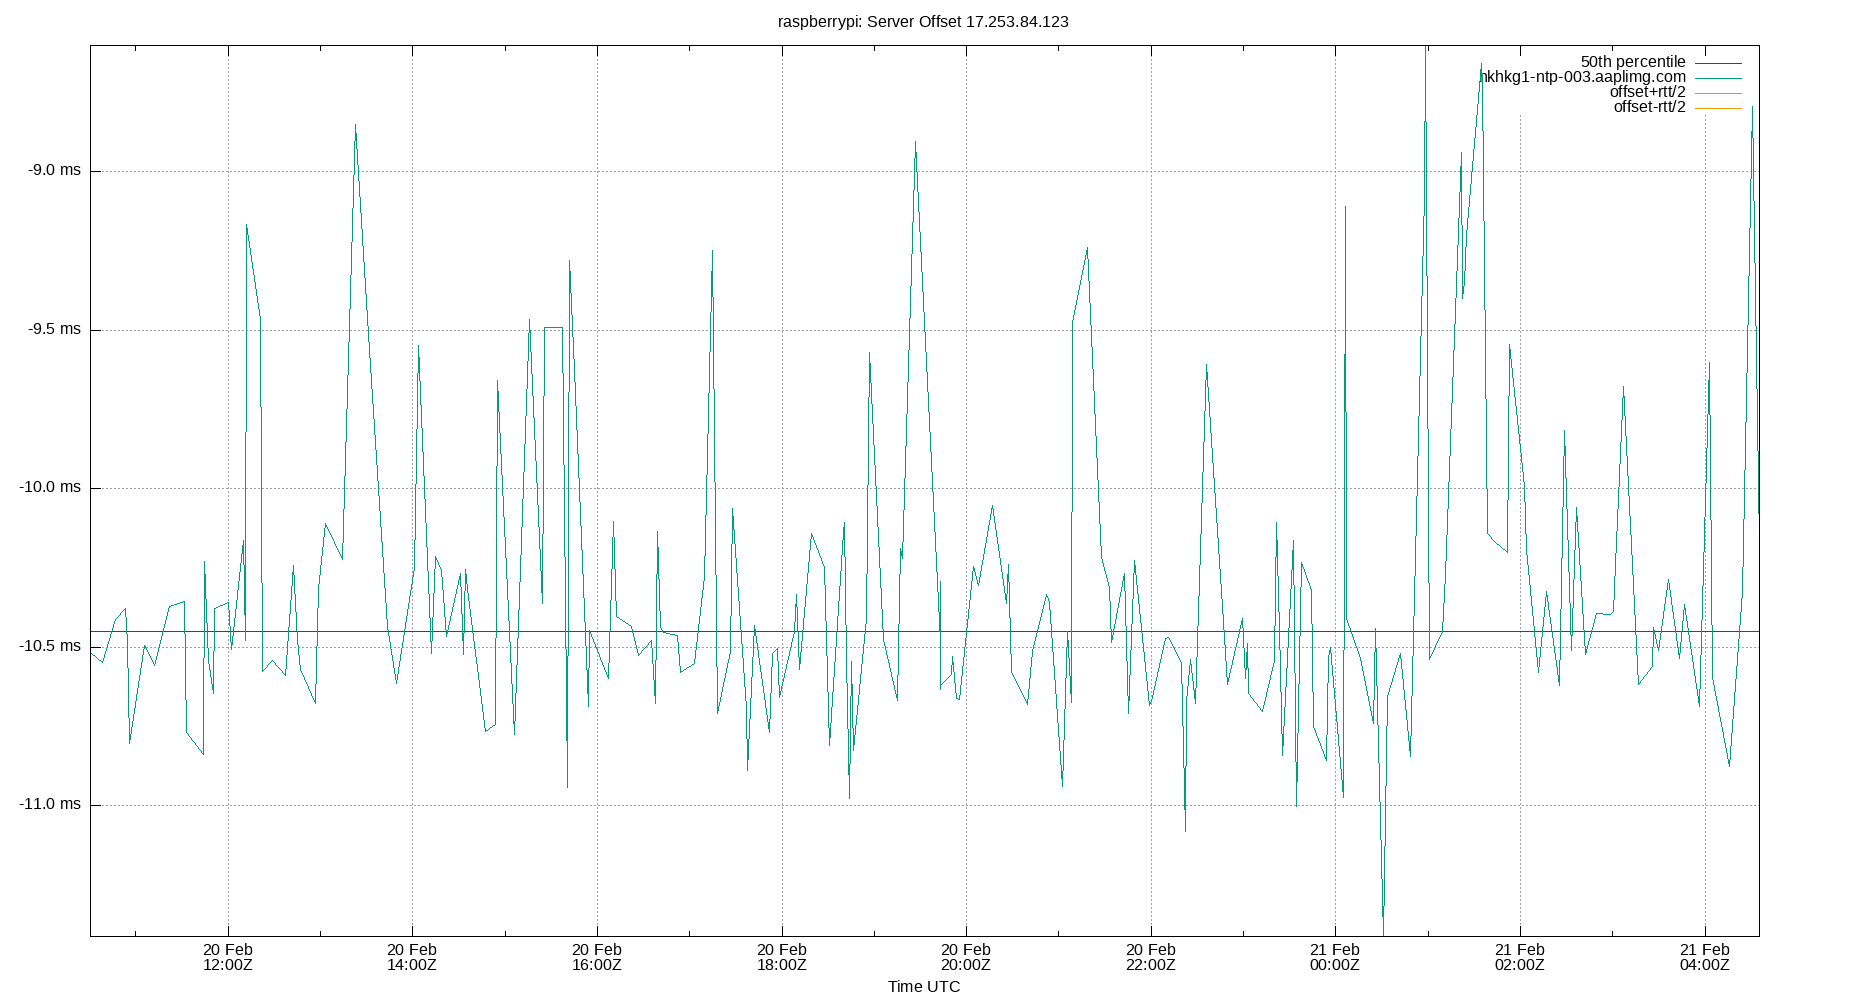 raspberrypi: Server Offset 17.253.84.123
50th percentile
hkhkg1-ntp-003.aaplimg.com
offset+rtt/2
offset-rtt/2
-9.0 ms
-9.5 ms
-10.0 ms
-10.5 ms
-11.0 ms
20 Feb 20 Feb 20 Feb 20 Feb 20 Feb 20 Feb 21 Feb 21 Feb 21 Feb
12:00Z 14:00Z 16:00Z 18:00Z 20:00Z 22:00Z 00:00Z 02:00Z 04:00Z
Time UTC